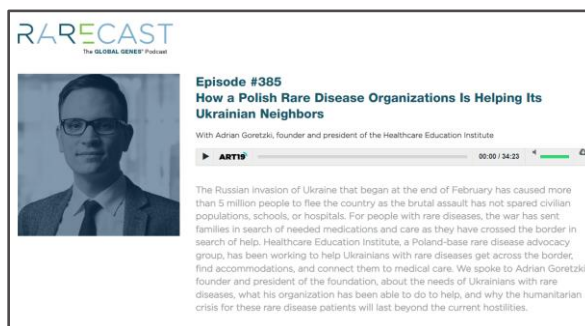 RARECAST
The GLOBAL GENES® Podcast
Episode #385
How a Polish Rare Disease Organizations Is Helping Its
Ukrainian Neighbors
With Adrian Goretzki, founder and president of the Healthcare Education Institute
ART19
00:00 / 34:23
The Russian invasion of Ukraine that began at the end of February has caused more
than 5 million people to flee the country as the brutal assault has not spared civilian
populations, schools, or hospitals. For people with rare diseases, the war has sent
families in search of needed medications and care as they have crossed the border in
search of help. Healthcare Education Institute, a Poland-base rare disease advocacy
group, has been working to help Ukrainians with rare diseases get across the border,
find accommodations, and connect them to medical care. We spoke to Adrian Goretzki,
founder and president of the foundation, about the needs of Ukrainians with rare
diseases, what his organization has been able to do to help, and why the humanitarian
crisis for these rare disease patients will last beyond the current hostilities.